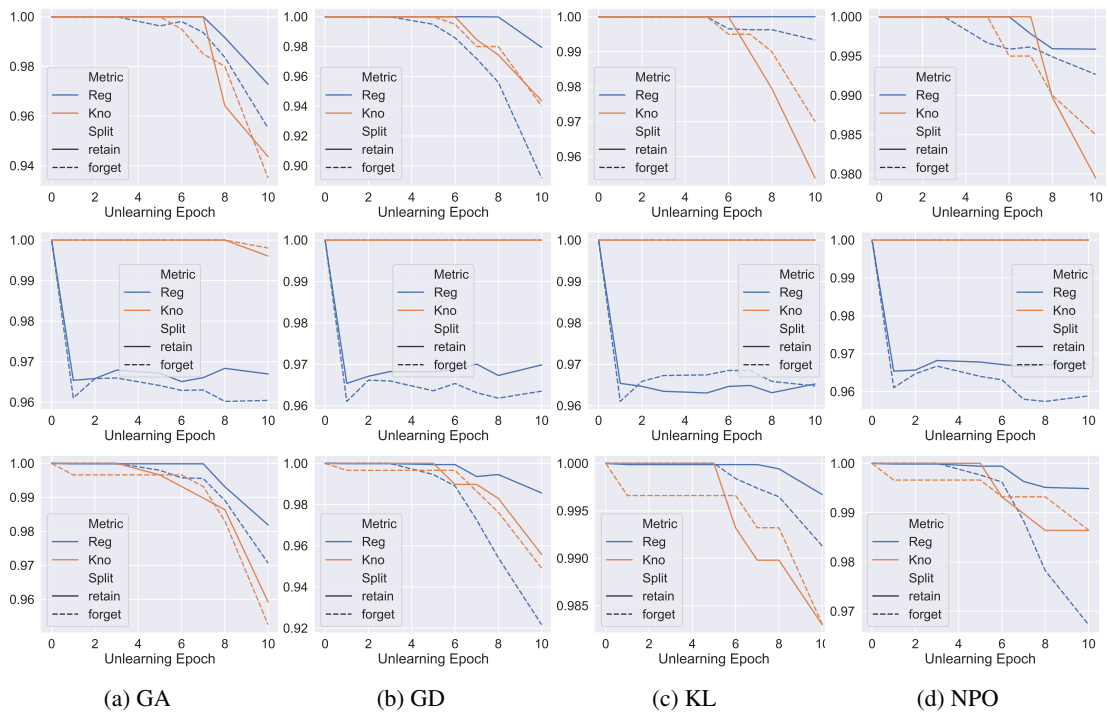 1.00
0.98
0.96
0.94
Metric
Reg
Kno
Split
retain
forget
0 2 4 6 8 10
Unlearning Epoch
1.00
0.98
0.96
0.94
0.92
0.90
Metric
Reg
Kno
Split
retain
forget
0 2 4 6 8 10
Unlearning Epoch
1.00
0.99
0.98
0.97
0.96
Metric
Reg
Kno
Split
retain
forget
0 2 4 6 8 10
Unlearning Epoch
1.000
0.995
0.990
0.985
0.980
Metric
Reg
Kno
Split
retain
forget
0 2 4 6 8 10
Unlearning Epoch
1.00
0.99
0.98
0.97
0.96
Metric
Reg
Kno
Split
retain
forget
0 2 4 6 8 10
Unlearning Epoch
1.00
0.99
0.98
0.97
0.96
Metric
Reg
Kno
Split
retain
forget
0 2 4 6 8 10
Unlearning Epoch
1.00
0.99
0.98
0.97
0.96
Metric
Reg
Kno
Split
retain
forget
0 2 4 6 8 10
Unlearning Epoch
1.00
0.99
0.98
0.97
0.96
Metric
Reg
Kno
Split
retain
forget
0 2 4 6 8 10
Unlearning Epoch
1.00
0.99
0.98
0.97
0.96
Metric
Reg
Kno
Split
retain
forget
0 2 4 6 8 10
Unlearning Epoch
1.00
0.98
0.96
0.94
0.92
Metric
Reg
Kno
Split
retain
forget
0 2 4 6 8 10
Unlearning Epoch
1.000
0.995
0.990
0.985
Metric
Reg
Kno
Split
retain
forget
0 2 4 6 8 10
Unlearning Epoch
1.00
0.99
0.98
0.97
Metric
Reg
Kno
Split
retain
forget
0 2 4 6 8 10
Unlearning Epoch
(a) GA
(b) GD
(c) KL
(d) NPO